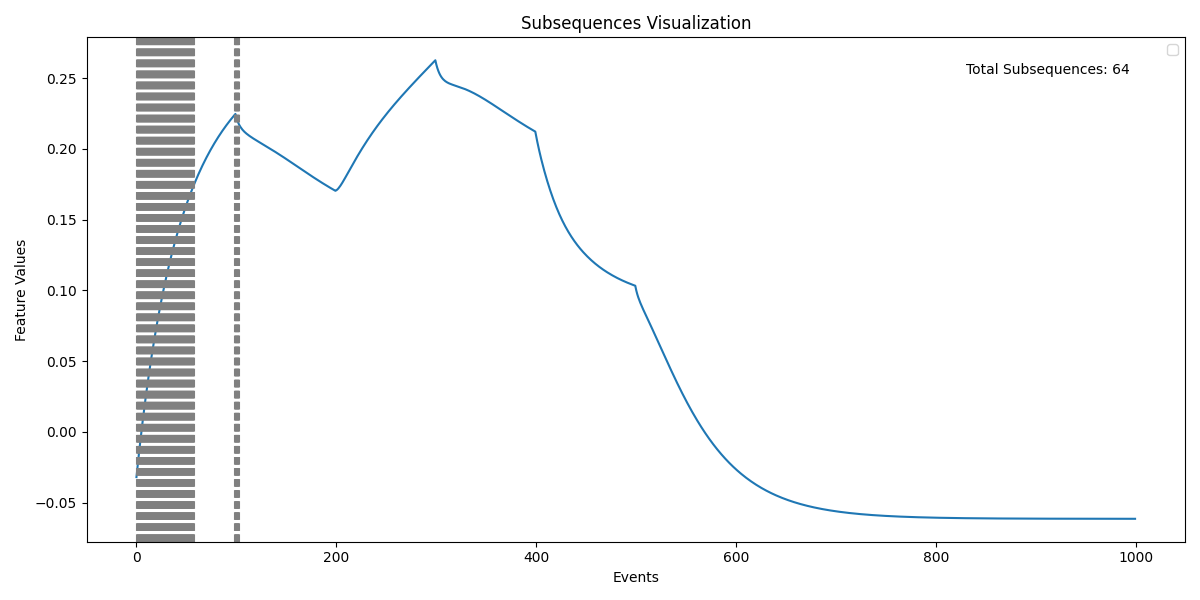 Subsequences Visualization
Total Subsequences: 64
Feature Values
0.25
0.20
0.15
0.10
0.05
0.00
−0.05
0 200 400 600 800 1000
Events